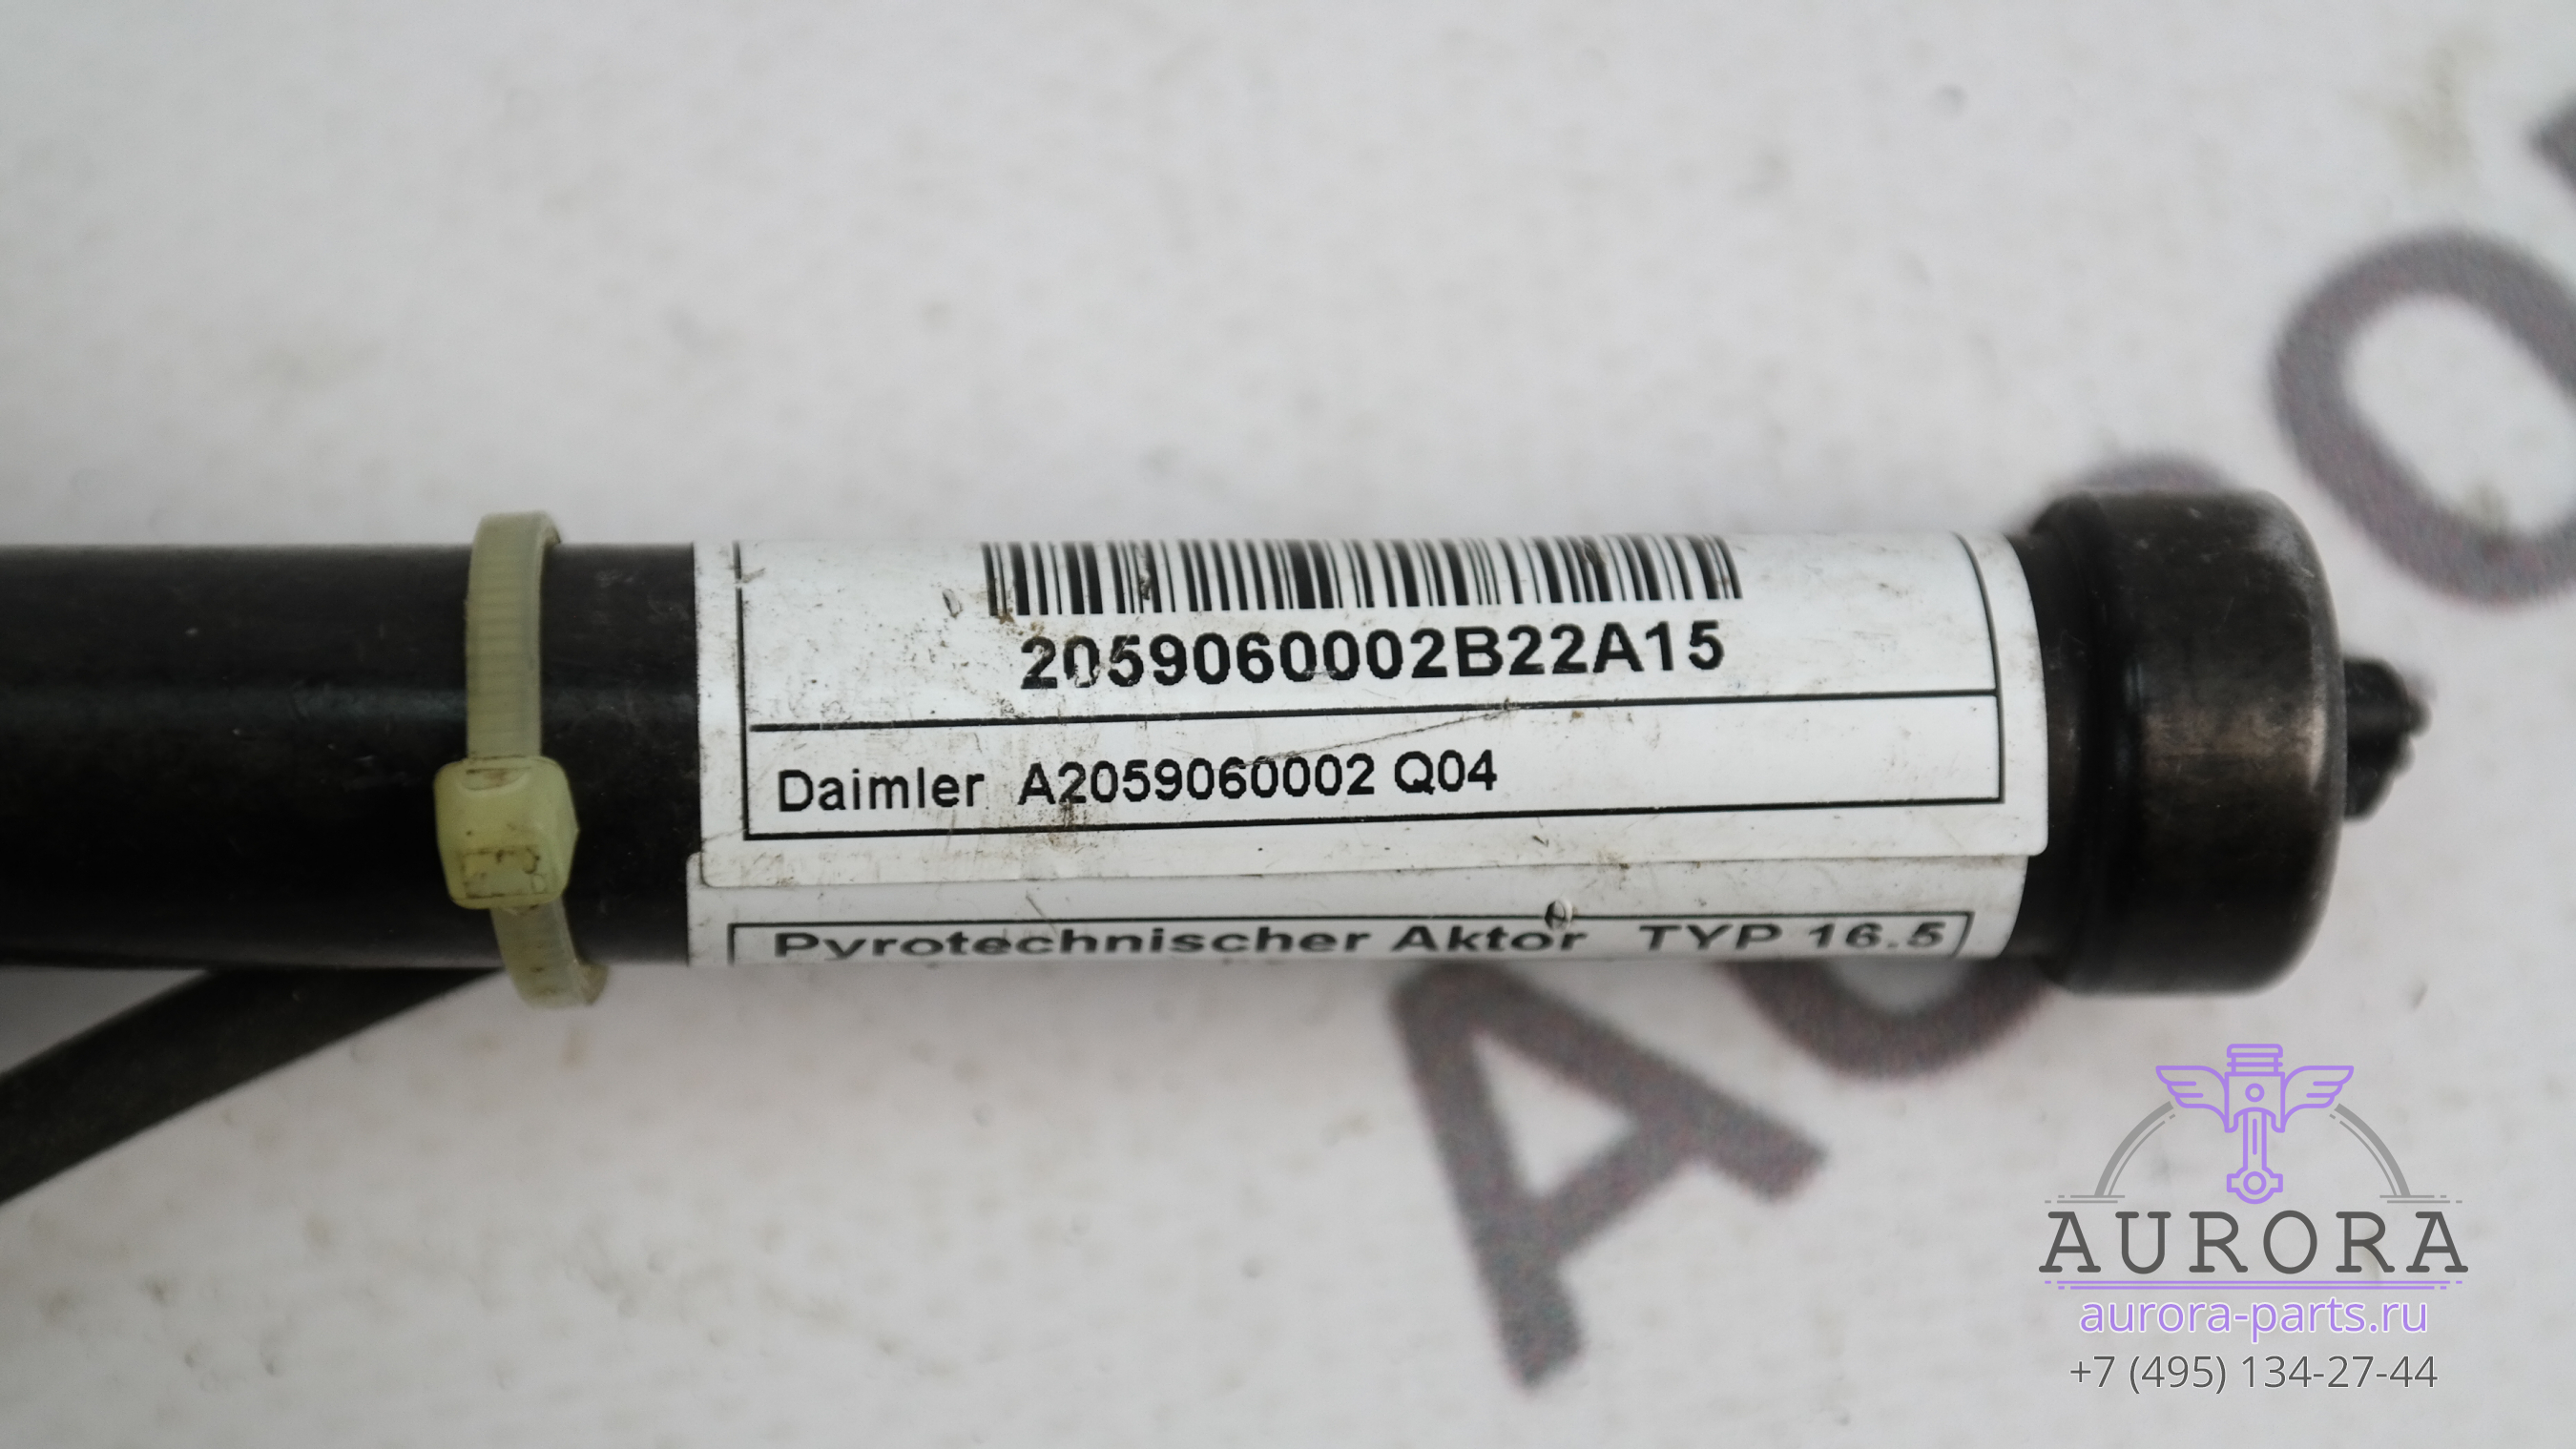 2059060002B22A15
Daimler A2059060002 Q04
Pyrotechnischer Aktor TYP 16.5
AURORA
aurora-parts.ru
+7 (495) 134-27-44